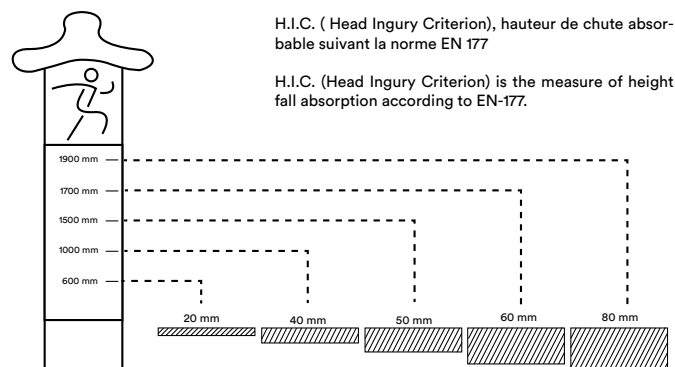 H.I.C. ( Head Ingury Criterion), hauteur de chute absor-
bable suivant la norme EN 177
H.I.C. (Head Ingury Criterion) is the measure of height
fall absorption according to EN-177.
1900 mm
1700 mm
1500 mm
1000 mm
600 mm
20 mm
40 mm
50 mm
60 mm
80 mm